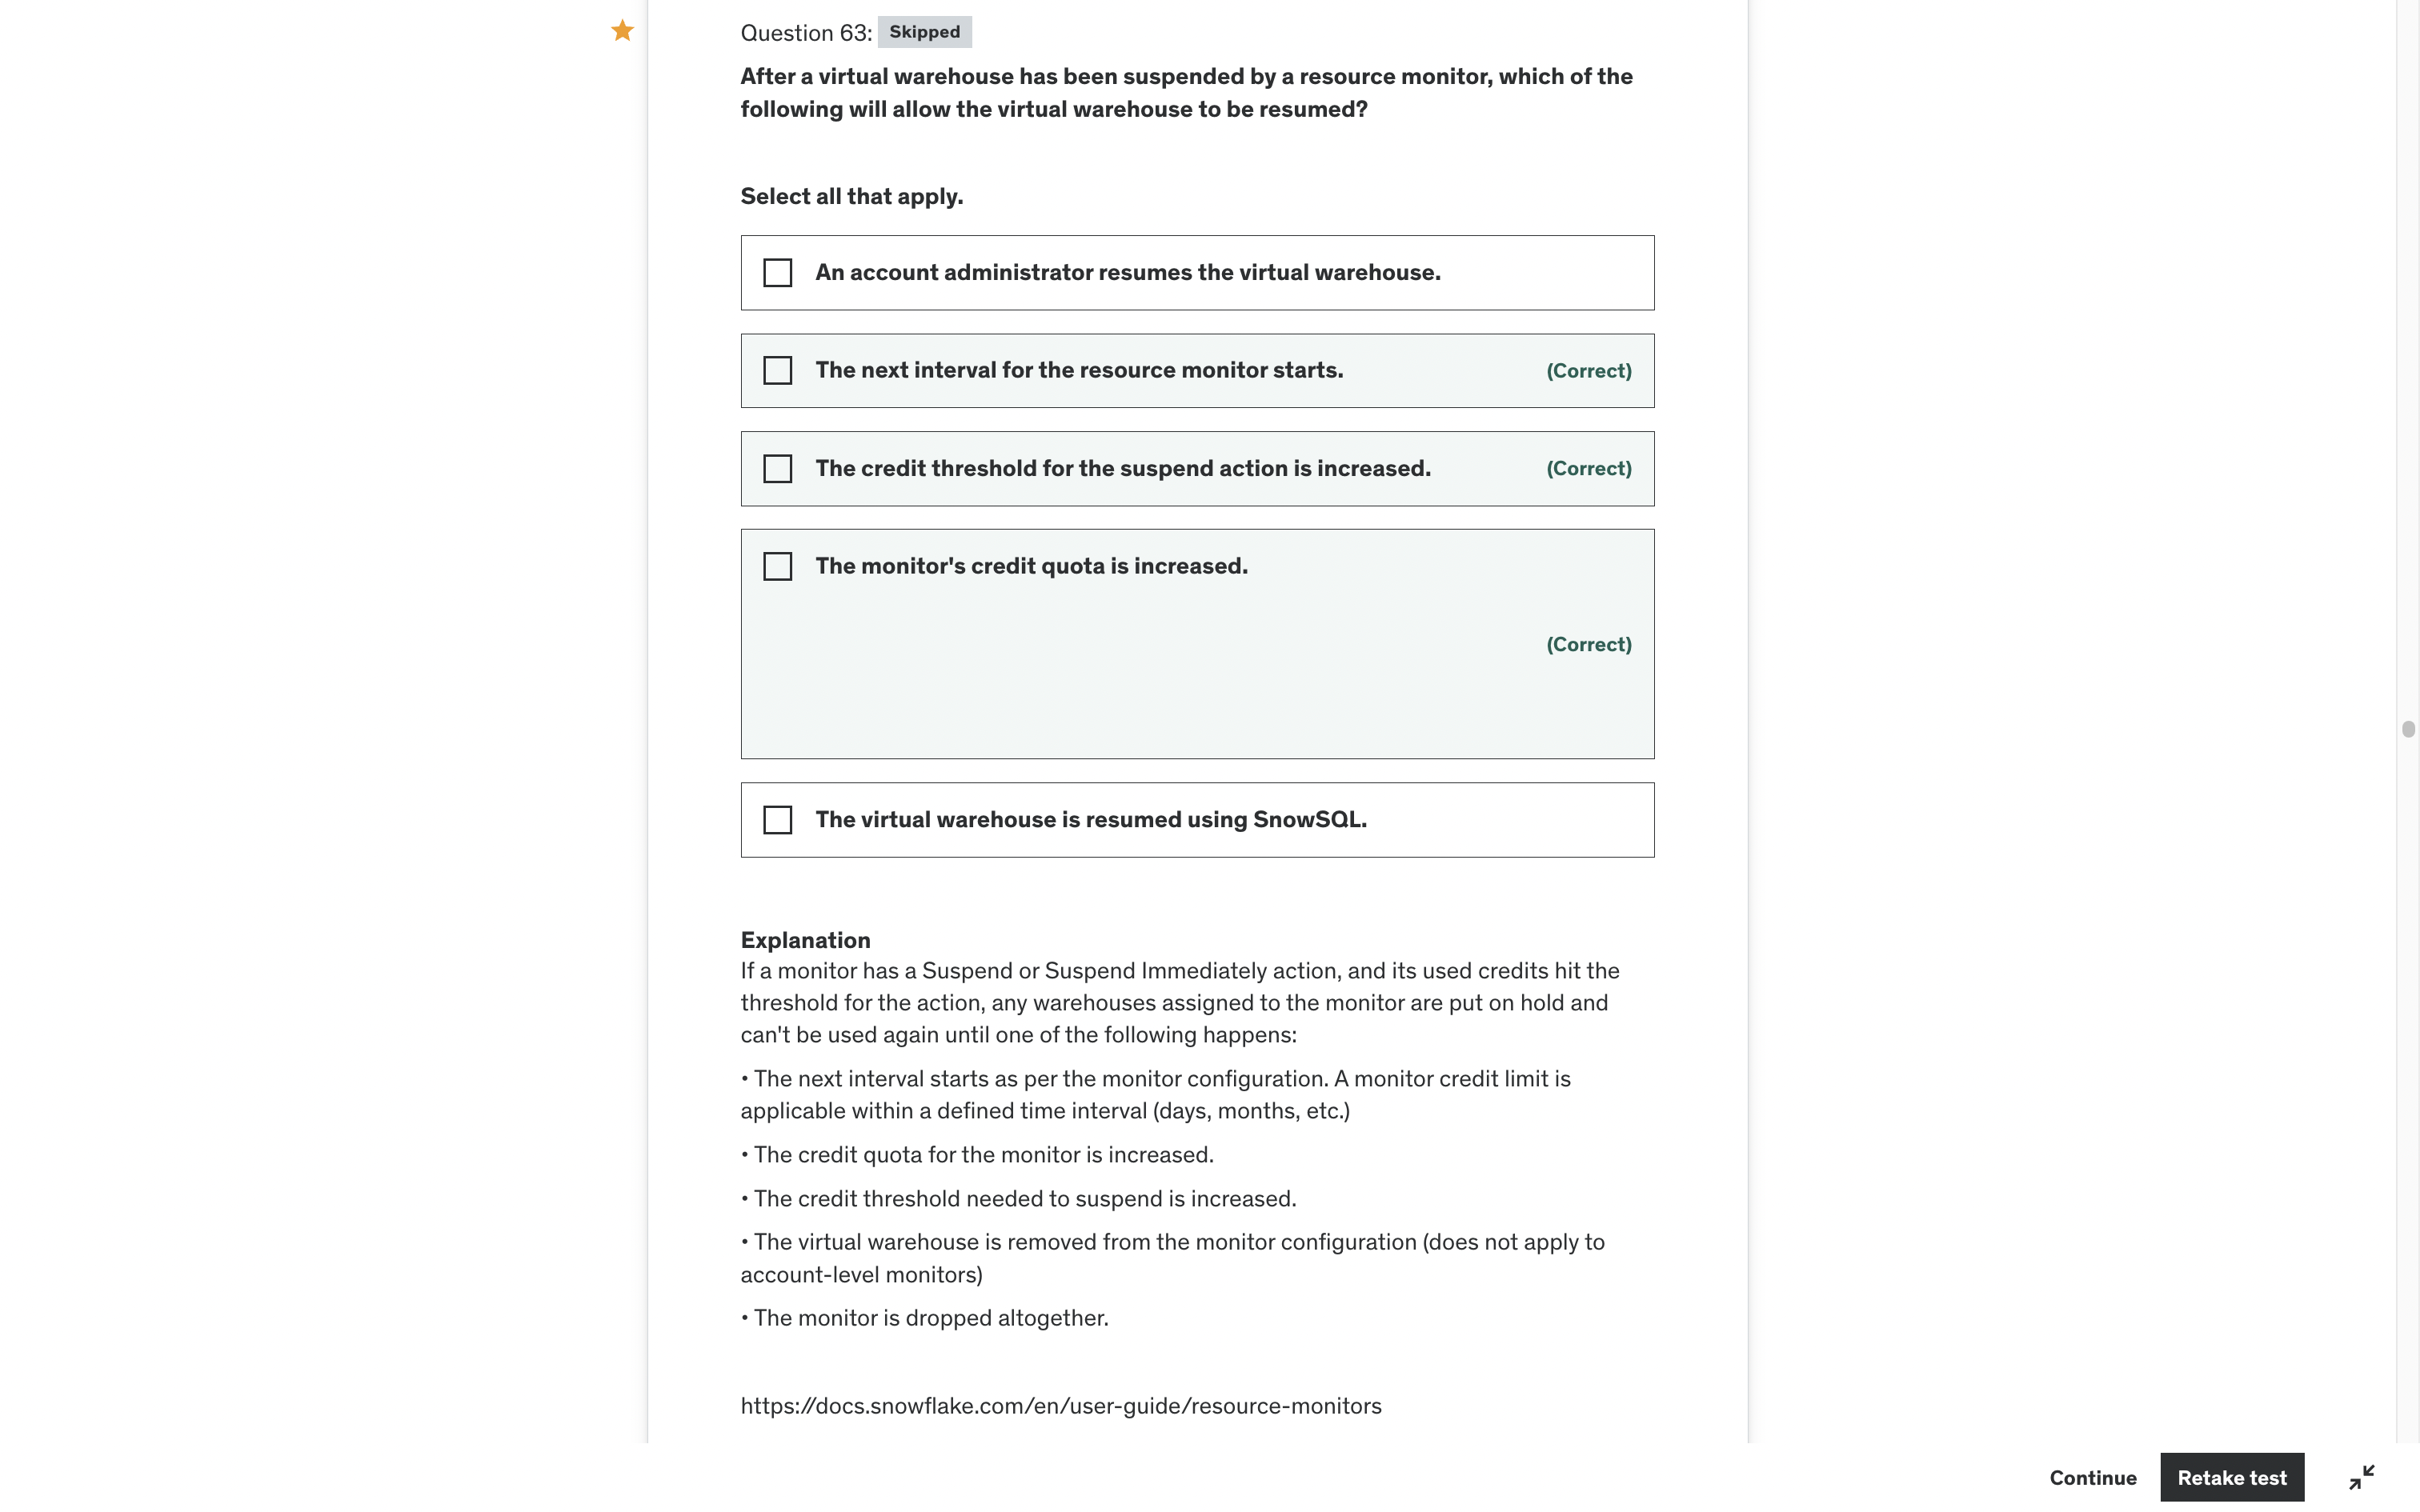 Question 63: Skipped
After a virtual warehouse has been suspended by a resource monitor, which of the
following will allow the virtual warehouse to be resumed?
Select all that apply.
An account administrator resumes the virtual warehouse.
The next interval for the resource monitor starts. (Correct)
The credit threshold for the suspend action is increased. (Correct)
The monitor's credit quota is increased.
(Correct)
The virtual warehouse is resumed using SnowSQL.
Explanation
If a monitor has a Suspend or Suspend Immediately action, and its used credits hit the
threshold for the action, any warehouses assigned to the monitor are put on hold and
can't be used again until one of the following happens:
• The next interval starts as per the monitor configuration. A monitor credit limit is
applicable within a defined time interval (days, months, etc.)
• The credit quota for the monitor is increased.
• The credit threshold needed to suspend is increased.
• The virtual warehouse is removed from the monitor configuration (does not apply to
account-level monitors)
• The monitor is dropped altogether.
https://docs.snowflake.com/en/user-guide/resource-monitors
Continue Retake test